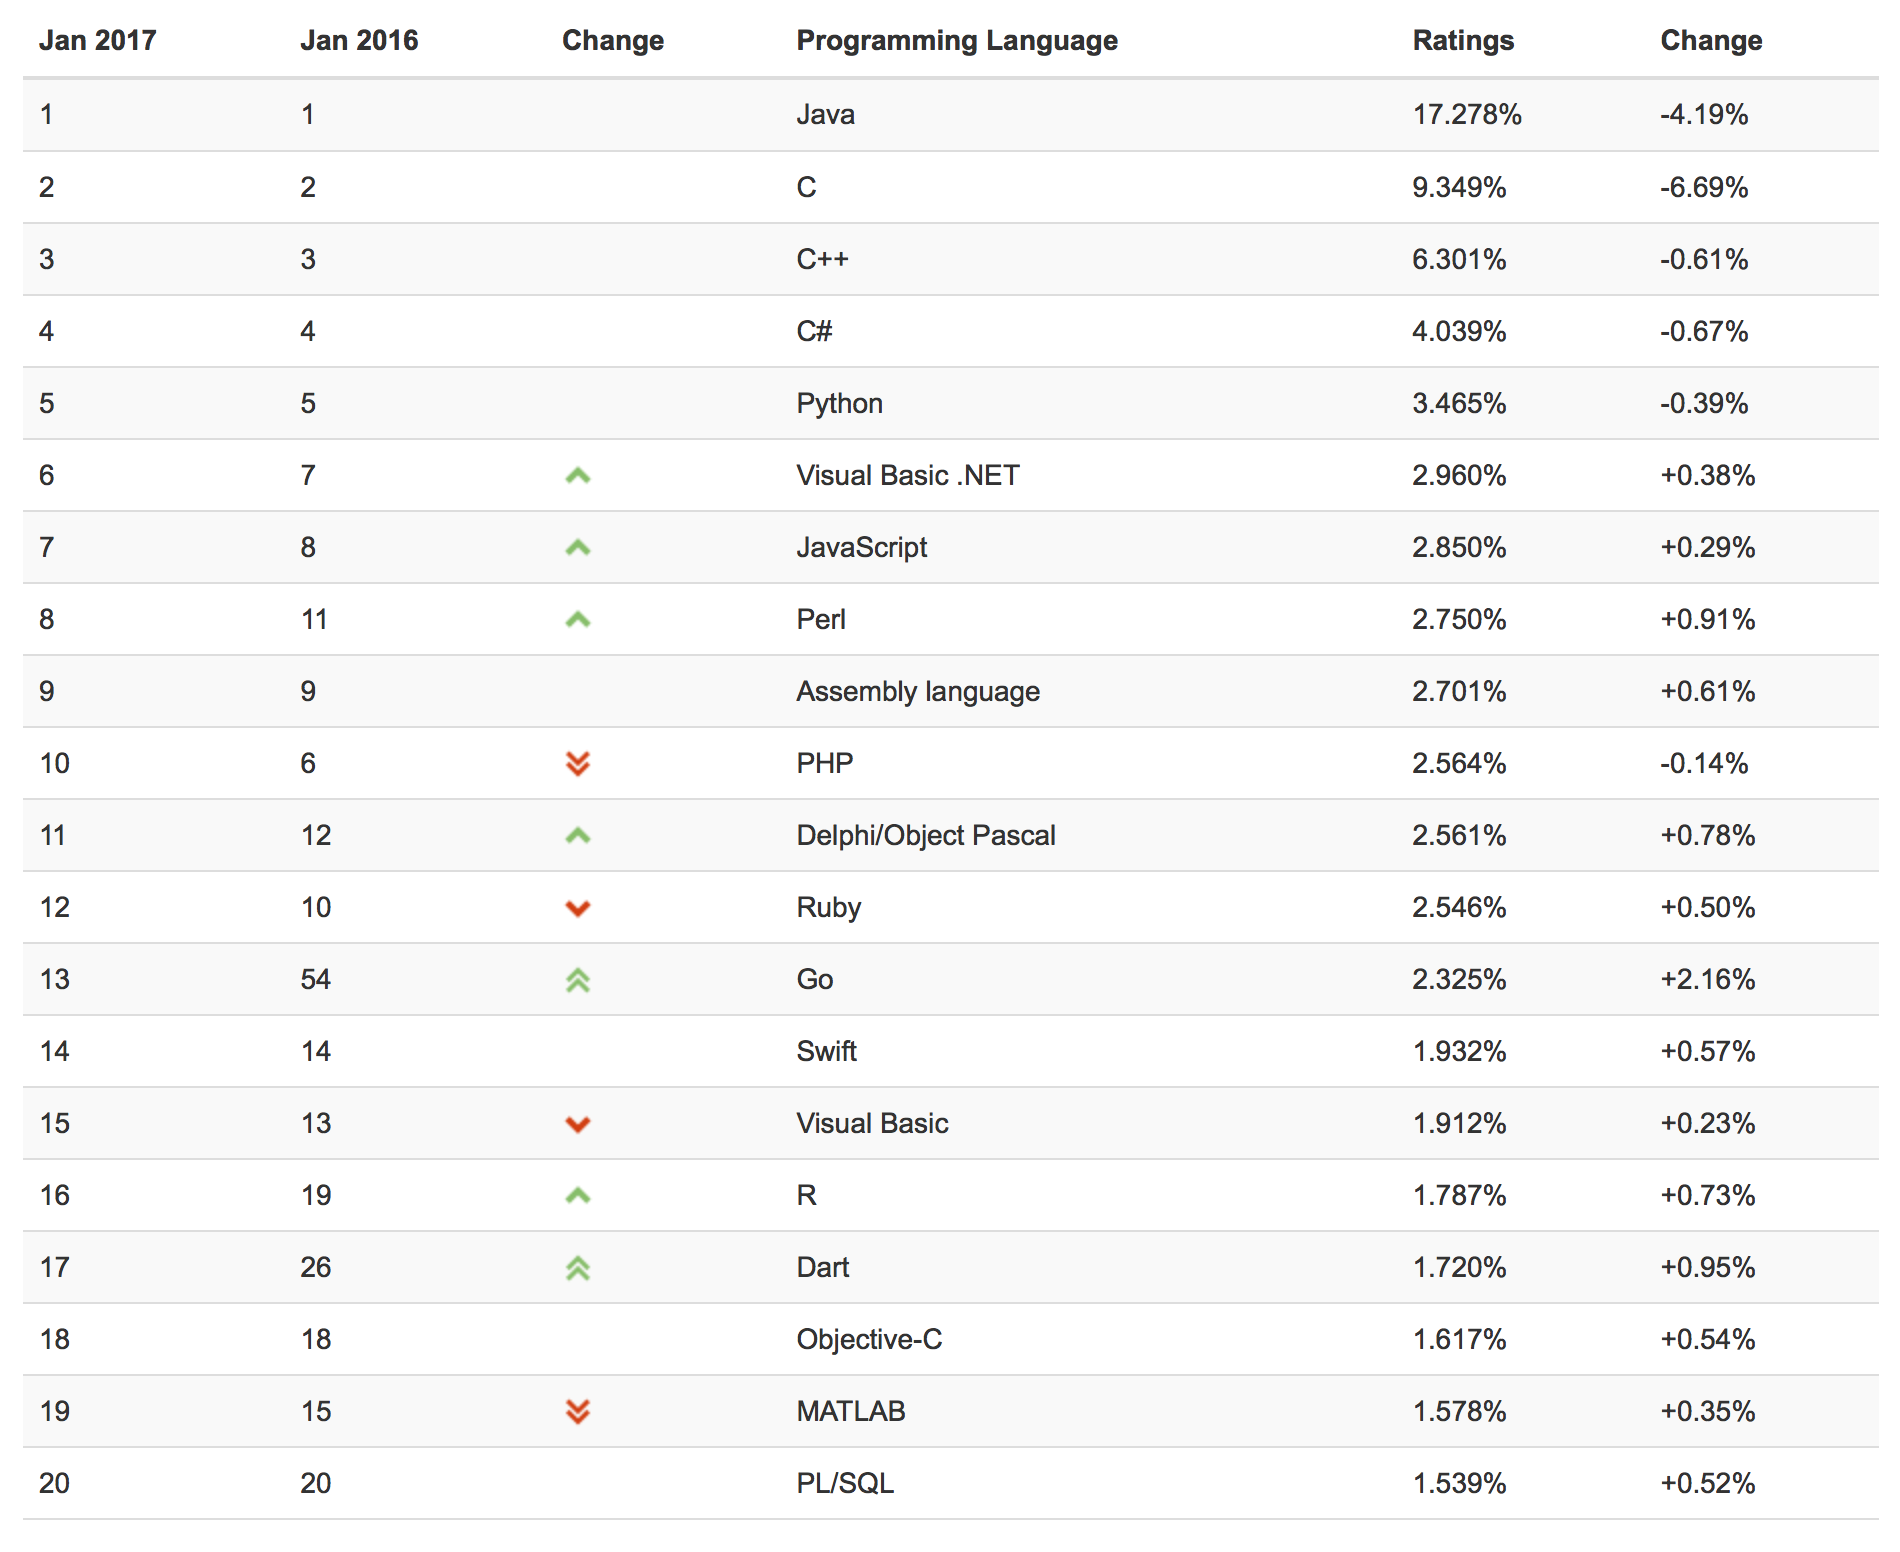 Jan 2017 Jan 2016 Change Programming Language Ratings Change
1 1 Java 17.278% -4.19%
2 2 C 9.349% -6.69%
3 3 C++ 6.301% -0.61%
4 4 C# 4.039% -0.67%
5 5 Python 3.465% -0.39%
6 7 Visual Basic .NET 2.960% +0.38%
7 8 JavaScript 2.850% +0.29%
8 11 Perl 2.750% +0.91%
9 9 Assembly language 2.701% +0.61%
10 6 PHP 2.564% -0.14%
11 12 Delphi/Object Pascal 2.561% +0.78%
12 10 Ruby 2.546% +0.50%
13 54 Go 2.325% +2.16%
14 14 Swift 1.932% +0.57%
15 13 Visual Basic 1.912% +0.23%
16 19 R 1.787% +0.73%
17 26 Dart 1.720% +0.95%
18 18 Objective-C 1.617% +0.54%
19 15 MATLAB 1.578% +0.35%
20 20 PL/SQL 1.539% +0.52%